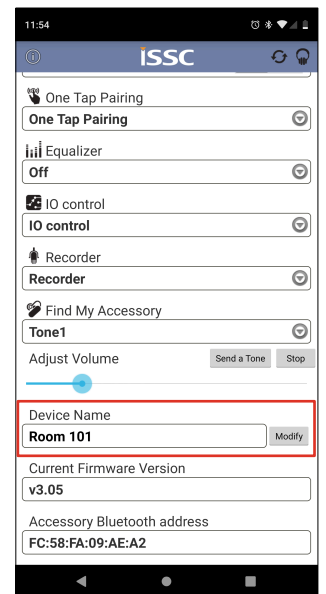 11:54
ISSC
One Tap Pairing
One Tap Pairing
Equalizer
Off
IO control
IO control
Recorder
Recorder
Find My Accessory
Tone1
Adjust Volume
Send a Tone
Stop
Device Name
Room 101
Modify
Current Firmware Version
v3.05
Accessory Bluetooth address
FC:58:FA:09:AE:A2